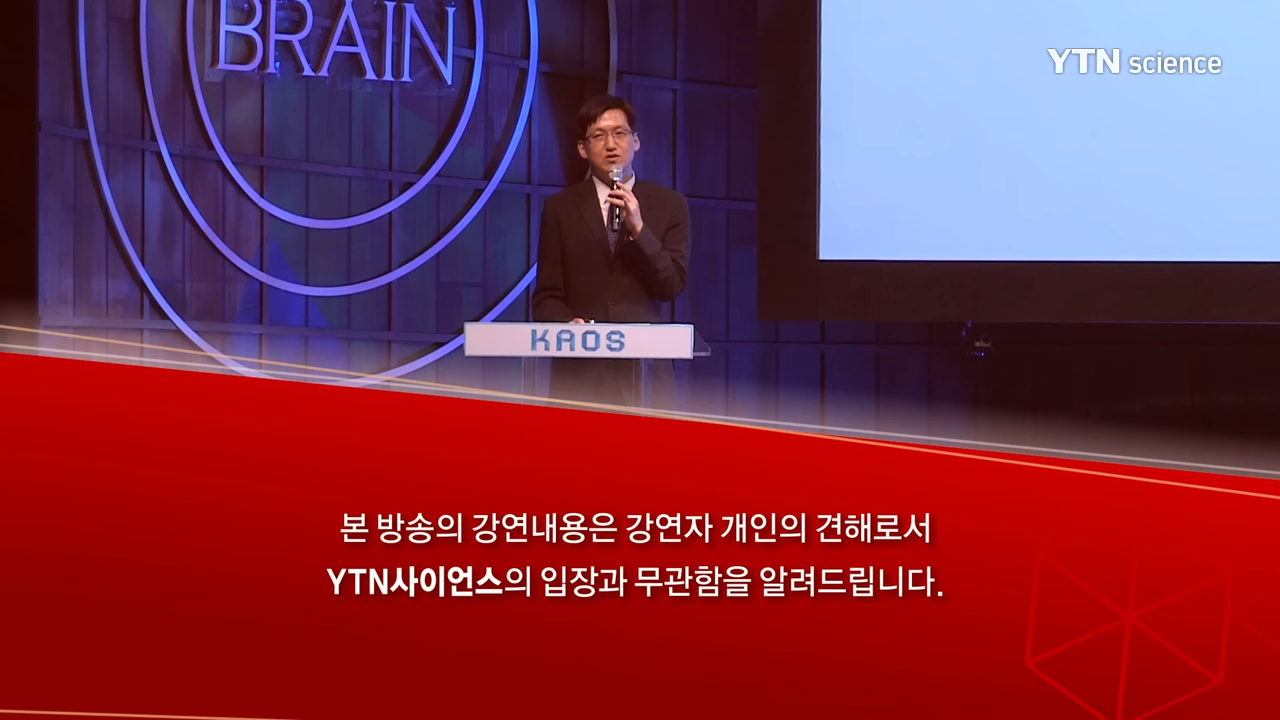 BRAIN
YTN science
KAOS
본 방송의 강연내용은 강연자 개인의 견해로서
YTN사이언스의 입장과 무관함을 알려드립니다.